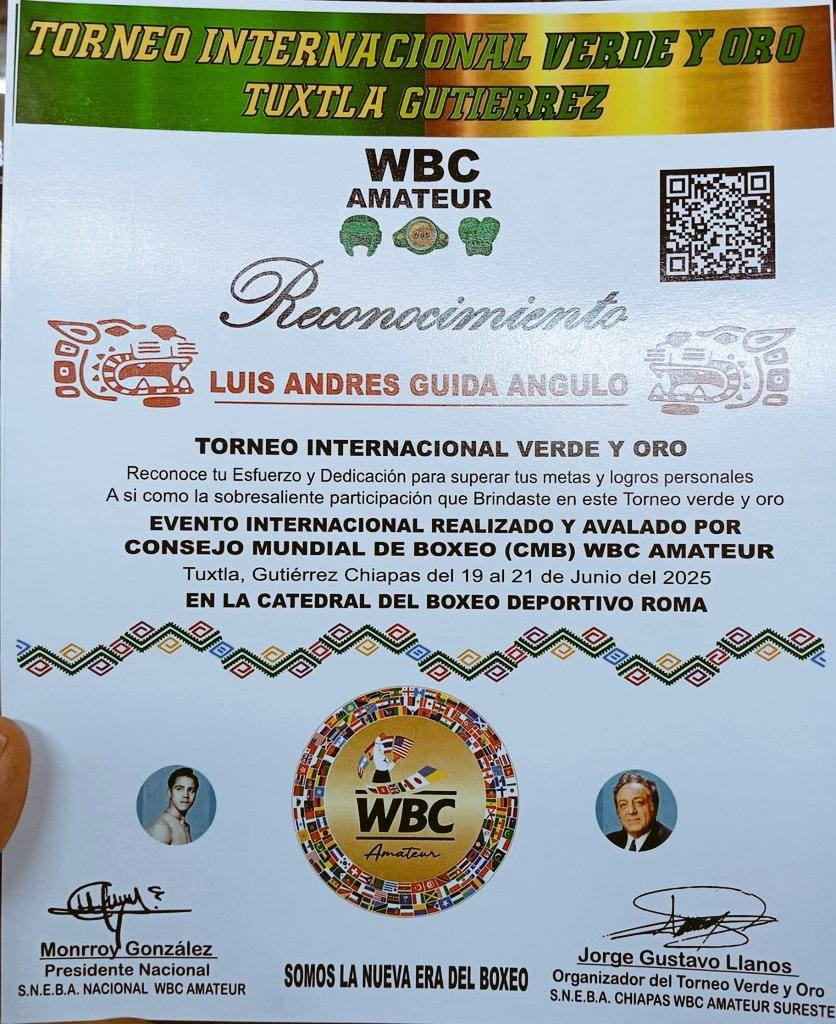 TORNEO INTERNACIONAL VERDE Y ORO
TUXTLA GUTIERREZ
WBC
AMATEUR
Reconocimiento
LUIS ANDRES GUIDA ANGULO
TORNEO INTERNACIONAL VERDE Y ORO
Reconoce tu Esfuerzo y Dedicación para superar tus metas y logros personales
A si como la sobresaliente participación que Brindaste en este Torneo verde y oro
EVENTO INTERNACIONAL REALIZADO Y AVALADO POR
CONSEJO MUNDIAL DE BOXEO (CMB) WBC AMATEUR
Tuxtla, Gutiérrez Chiapas del 19 al 21 de Junio del 2025
EN LA CATEDRAL DEL BOXEO DEPORTIVO ROMA
WBC
Amateur
Monrroy González
Presidente Nacional
S.N.E.B.A. NACIONAL WBC AMATEUR
SOMOS LA NUEVA ERA DEL BOXEO
Jorge Gustavo Llanos
Organizador del Torneo Verde y Oro
S.N.E.B.A. CHIAPAS WBC AMATEUR SURESTE